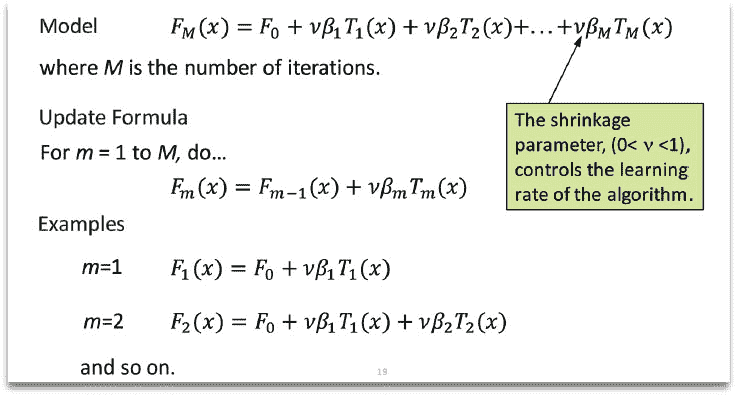 Model F_M(x) = F_0 + νβ_1T_1(x) + νβ_2T_2(x)+…+νβ_MT_M(x)
where M is the number of iterations.
The shrinkage
parameter, (0< ν <1),
controls the learning
rate of the algorithm.
Update Formula
For m = 1 to M, do…
F_m(x) = F_{m−1}(x) + νβ_mT_m(x)
Examples
m=1 F_1(x) = F_0 + νβ_1T_1(x)
m=2 F_2(x) = F_0 + νβ_1T_1(x) + νβ_2T_2(x)
and so on.
19